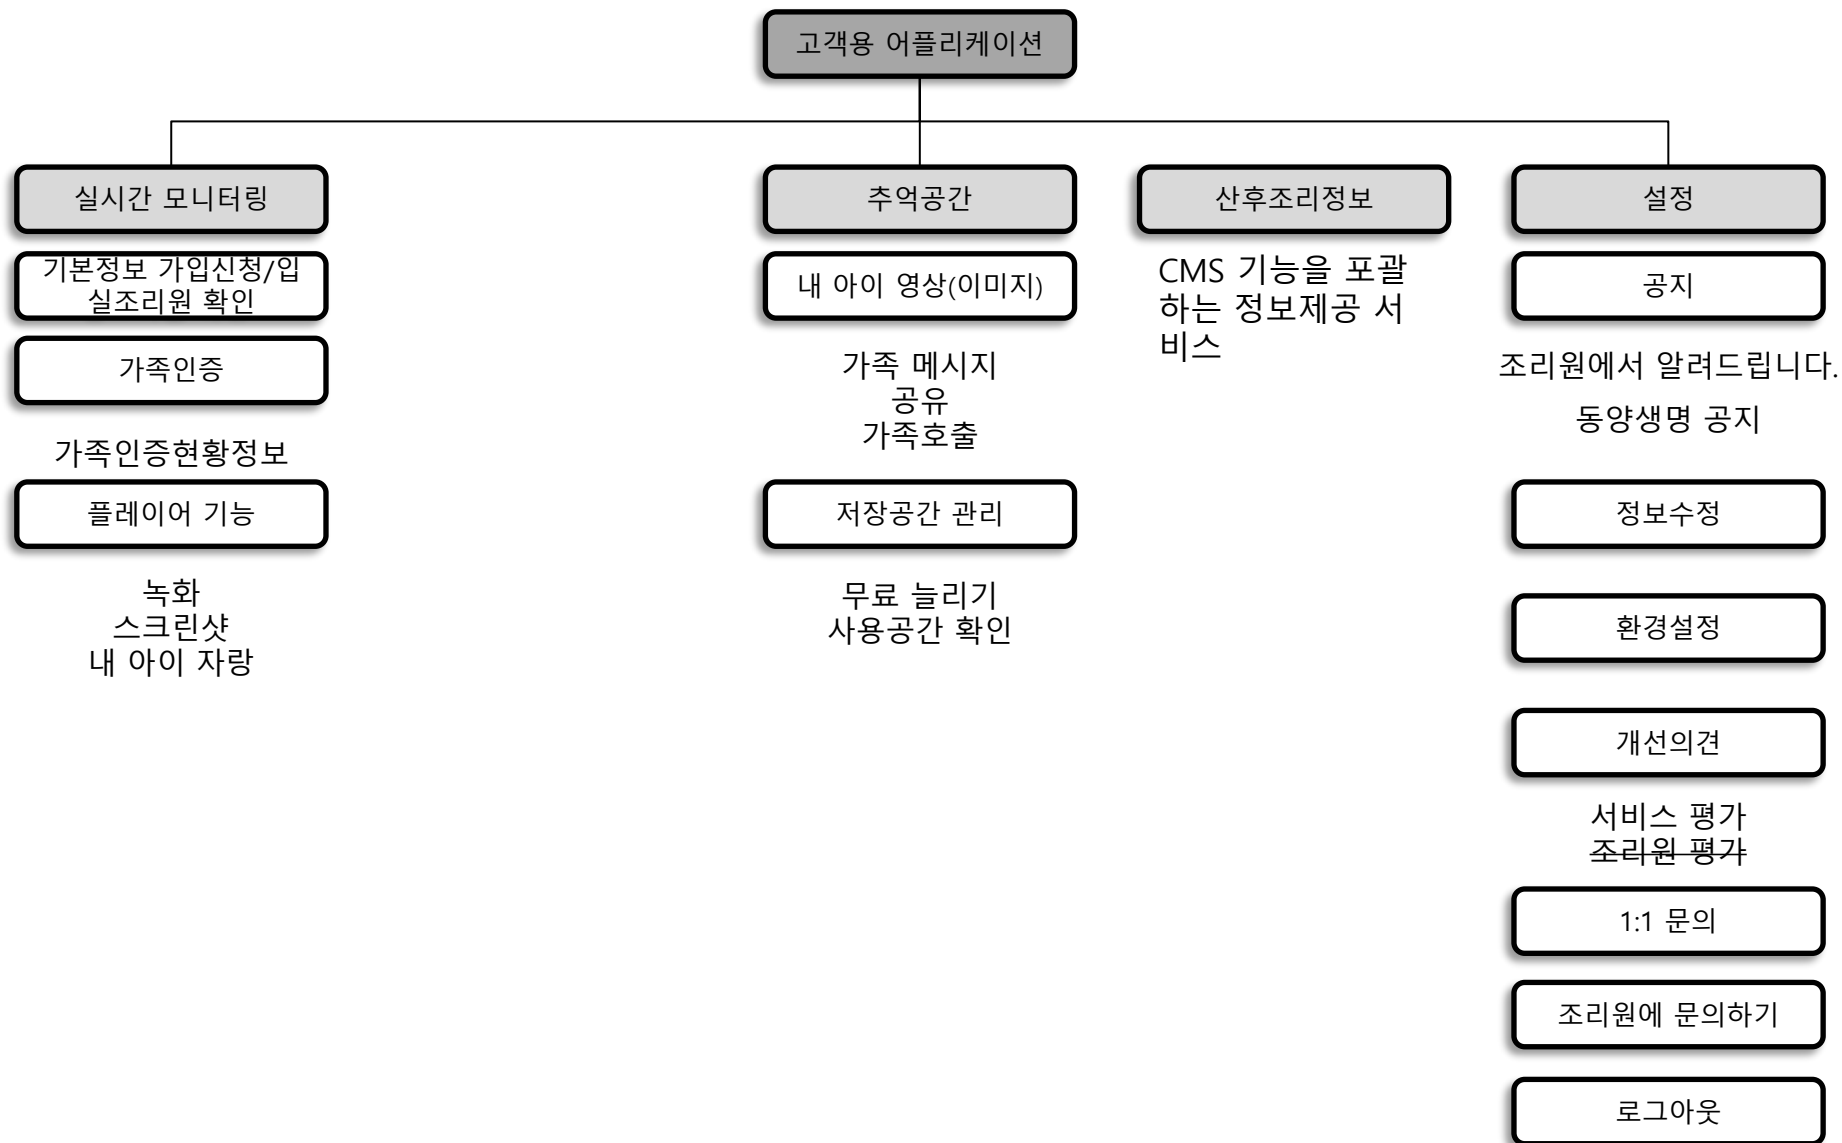 고객용 어플리케이션
실시간 모니터링
기본정보 가입신청/입
실조리원 확인
가족인증
가족인증현황정보
플레이어 기능
녹화
스크린샷
내 아이 자랑
추억공간
내 아이 영상(이미지)
가족 메시지
공유
가족호출
저장공간 관리
무료 늘리기
사용공간 확인
산후조리정보
CMS 기능을 포괄
하는 정보제공 서
비스
설정
공지
조리원에서 알려드립니다.
동양생명 공지
정보수정
환경설정
개선의견
서비스 평가
조리원 평가
1:1 문의
조리원에 문의하기
로그아웃